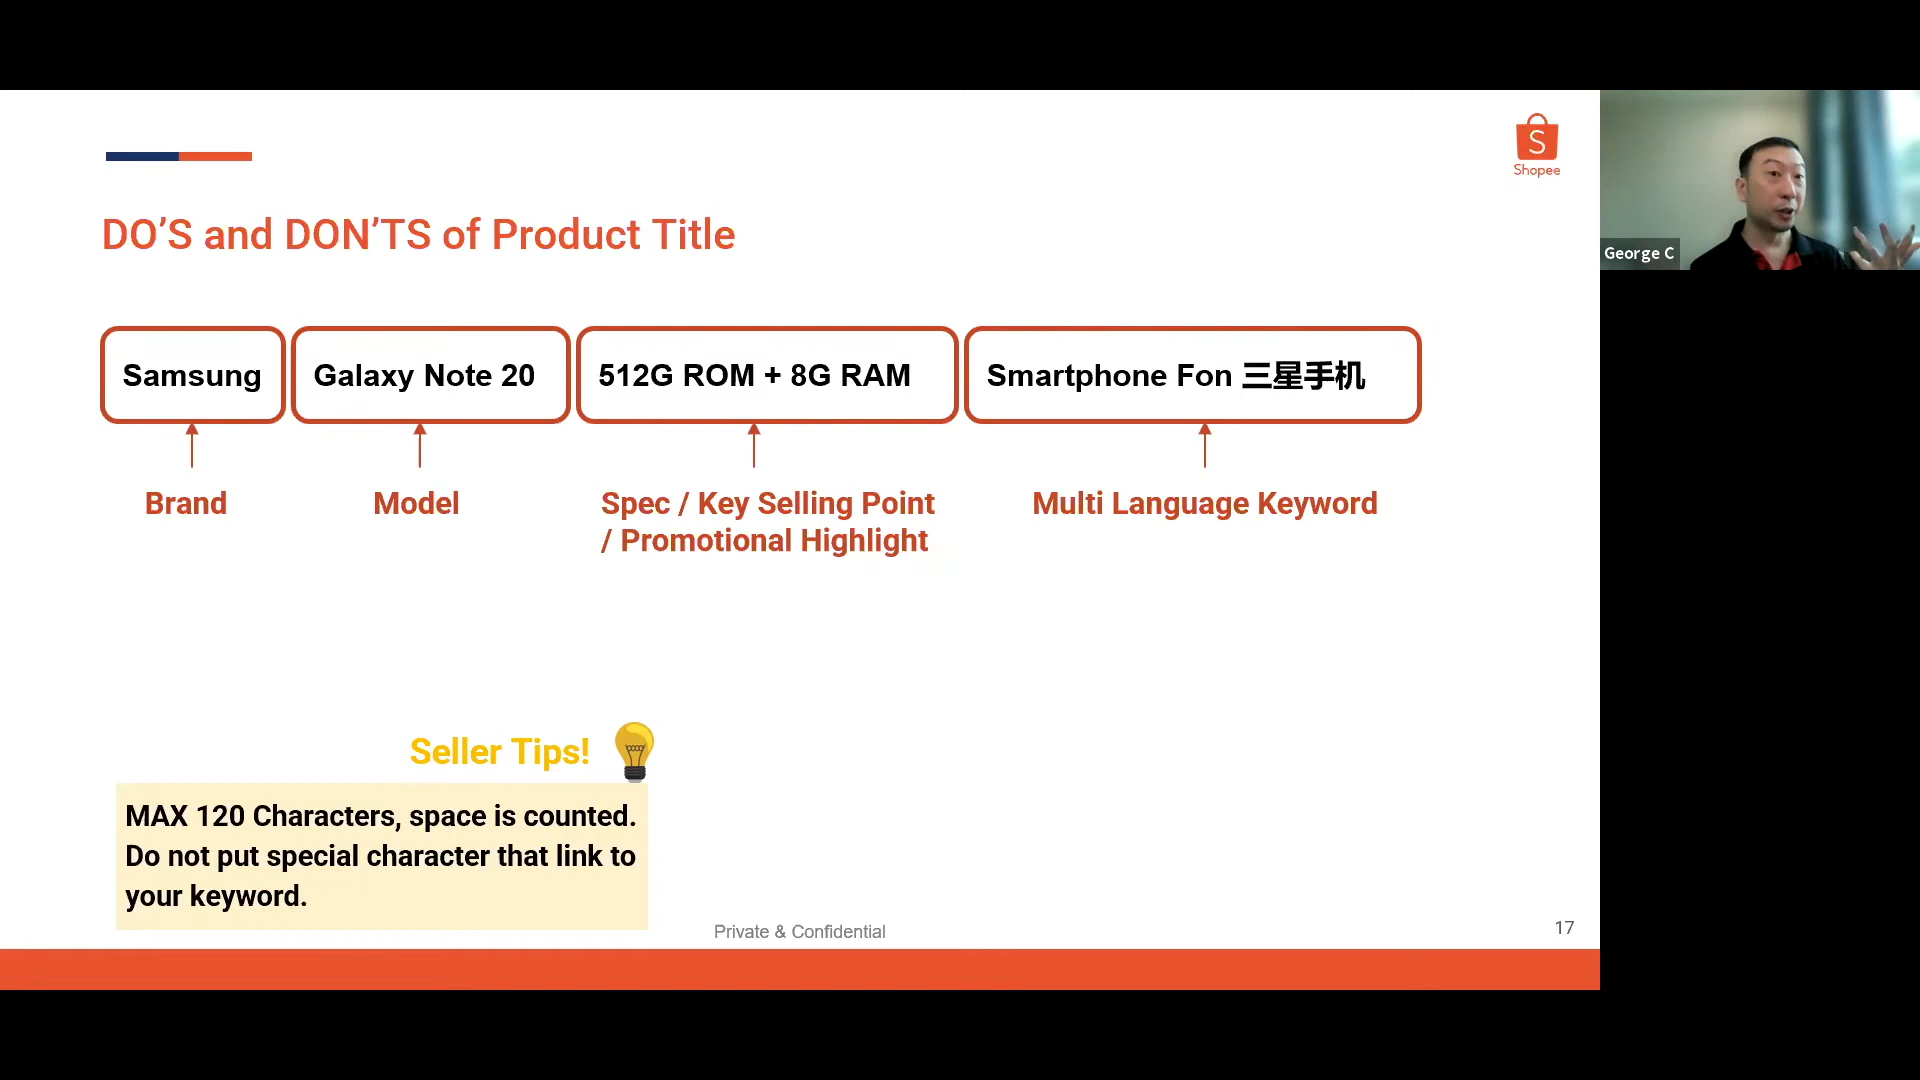 S
Shopee
George C
DO’S and DON’TS of Product Title
Samsung
Galaxy Note 20
512G ROM + 8G RAM
Smartphone Fon 三星手机
Brand
Model
Spec / Key Selling Point
/ Promotional Highlight
Multi Language Keyword
Seller Tips!
MAX 120 Characters, space is counted.
Do not put special character that link to
your keyword.
Private & Confidential
17